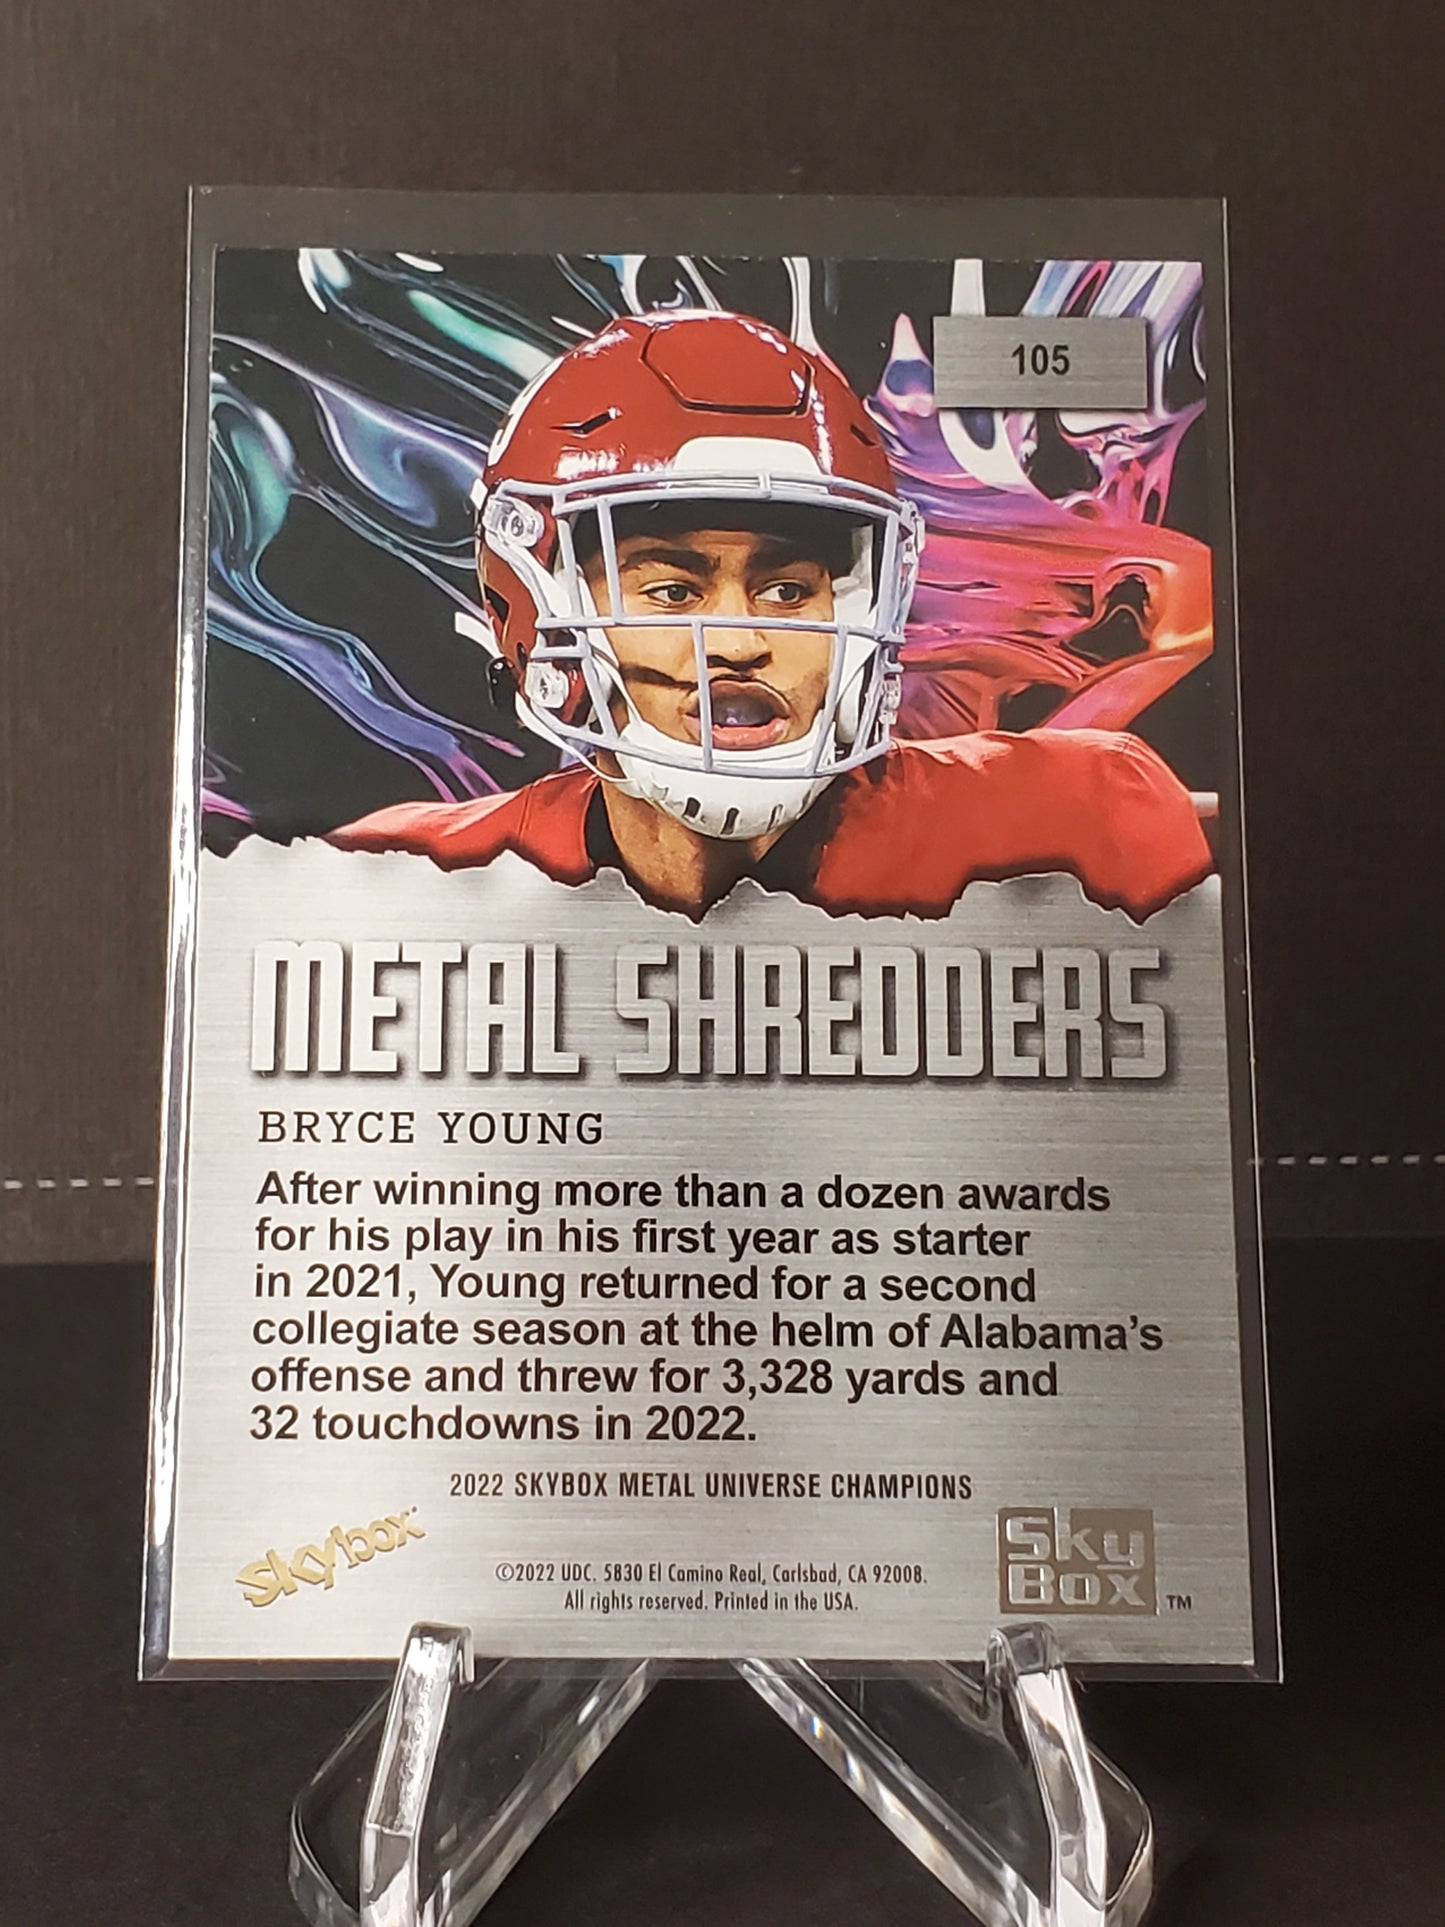 105
METAL SHREDDERS
BRYCE YOUNG
After winning more than a dozen awards
for his play in his first year as starter
in 2021, Young returned for a second
collegiate season at the helm of Alabama's
offense and threw for 3,328 yards and
32 touchdowns in 2022.
2022 SKYBOX METAL UNIVERSE CHAMPIONS
skybox
©2022 UDC. 5830 El Camino Real, Carlsbad, CA 92008.
All rights reserved. Printed in the USA.
Sky
Box TM